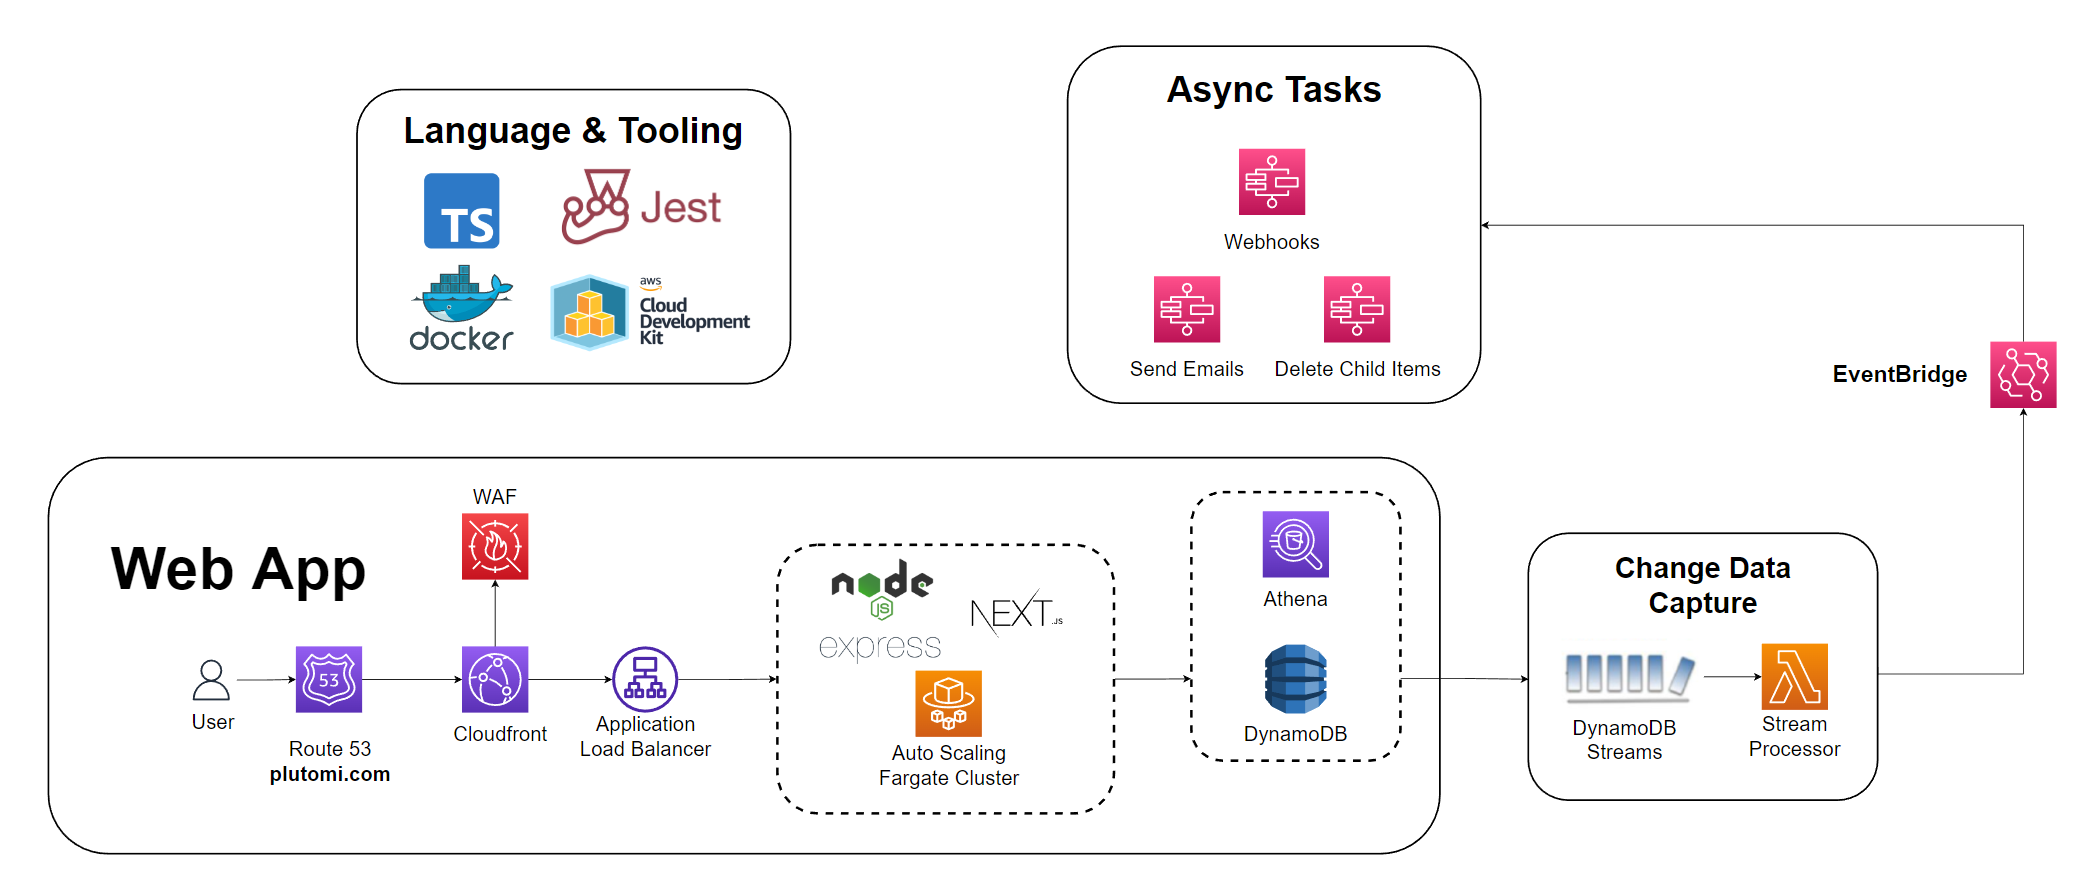 Language & Tooling
TS
Jest
docker
aws
Cloud
Development
Kit
Async Tasks
Webhooks
Send Emails
Delete Child Items
EventBridge
Web App
WAF
User
53
Route 53
plutomi.com
Cloudfront
Application
Load Balancer
node
JS
express
NEXT.JS
Auto Scaling
Fargate Cluster
Athena
DynamoDB
Change Data
Capture
DynamoDB
Streams
Stream
Processor